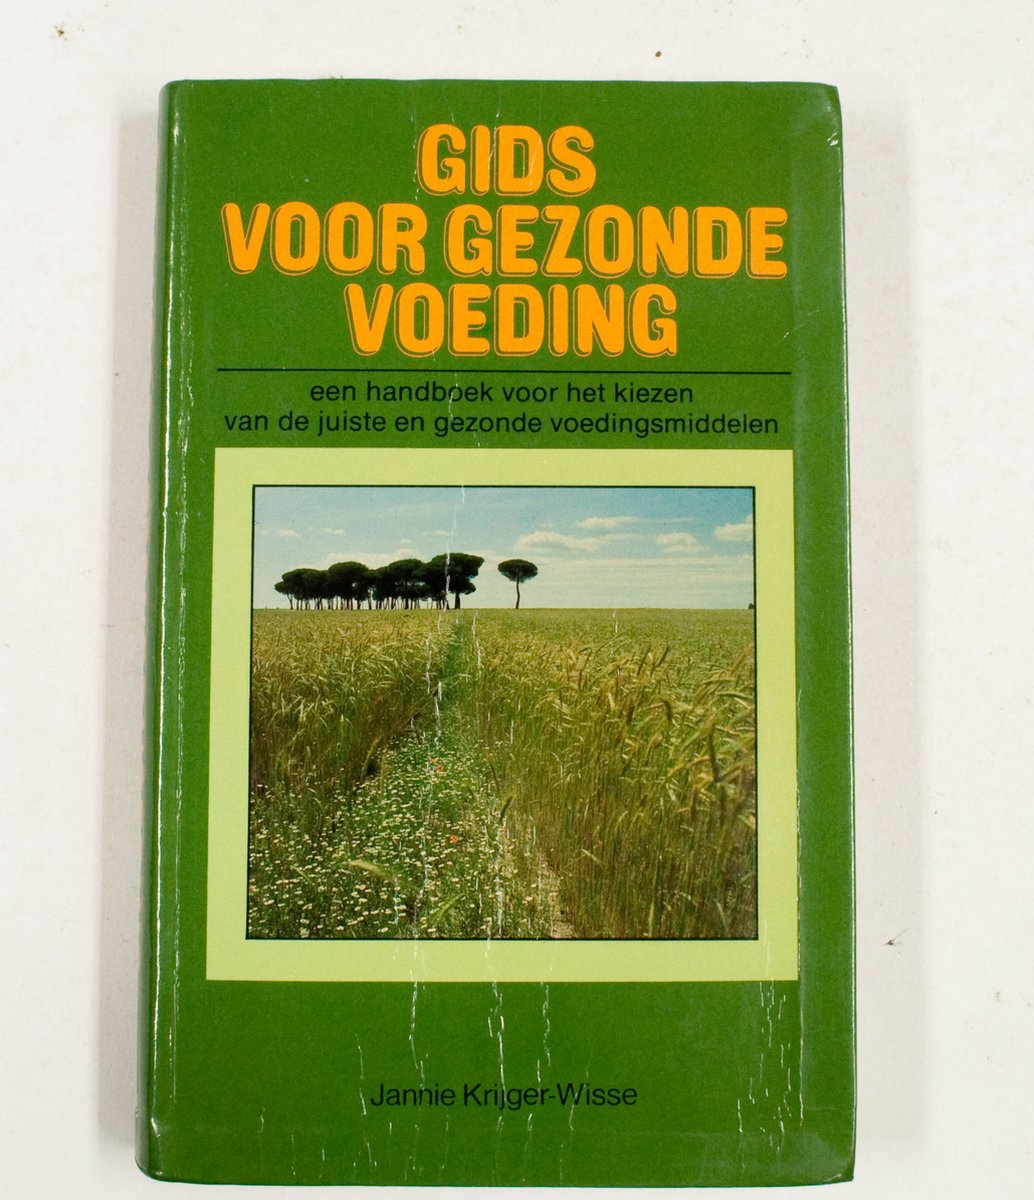 GIDS
VOOR GEZONDE
VOEDING
een handboek voor het kiezen
van de juiste en gezonde voedingsmiddelen
Jannie Krijger-Wisse